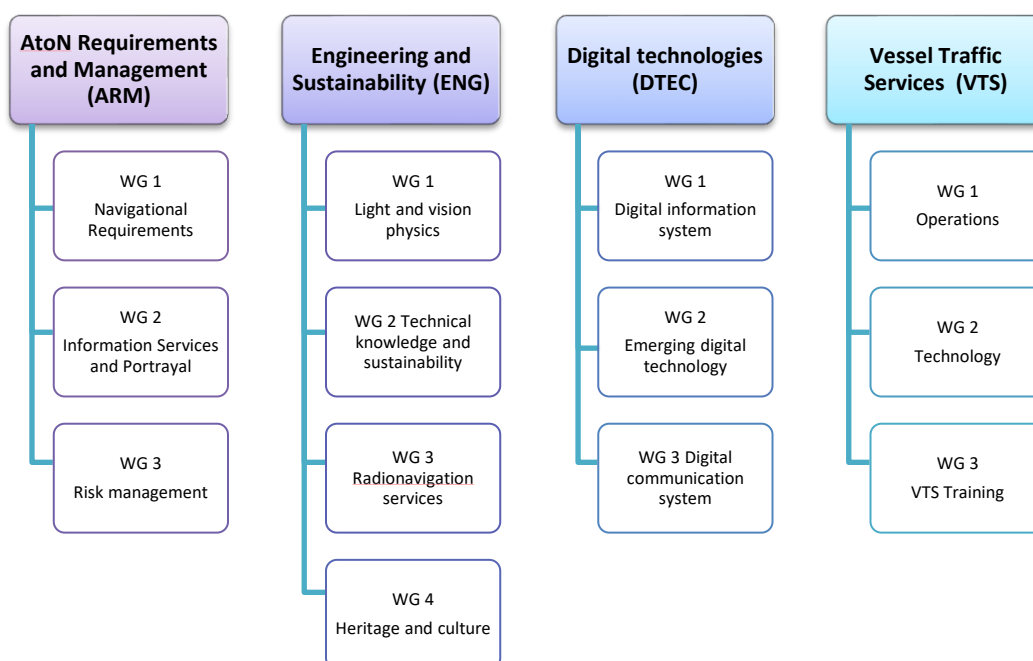 AtoN Requirements
and Management
(ARM)
WG 1
Navigational
Requirements
WG 2
Information Services
and Portrayal
WG 3
Risk management
Engineering and
Sustainability (ENG)
WG 1
Light and vision
physics
WG 2 Technical
knowledge and
sustainability
WG 3
Radionavigation
services
WG 4
Heritage and culture
Digital technologies
(DTEC)
WG 1
Digital information
system
WG 2
Emerging digital
technology
WG 3 Digital
communication
system
Vessel Traffic
Services (VTS)
WG 1
Operations
WG 2
Technology
WG 3
VTS Training